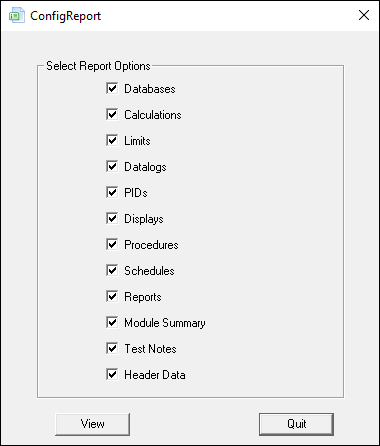 ConfigReport
Select Report Options
Databases
Calculations
Limits
Datalogs
PIDs
Displays
Procedures
Schedules
Reports
Module Summary
Test Notes
Header Data
View
Quit